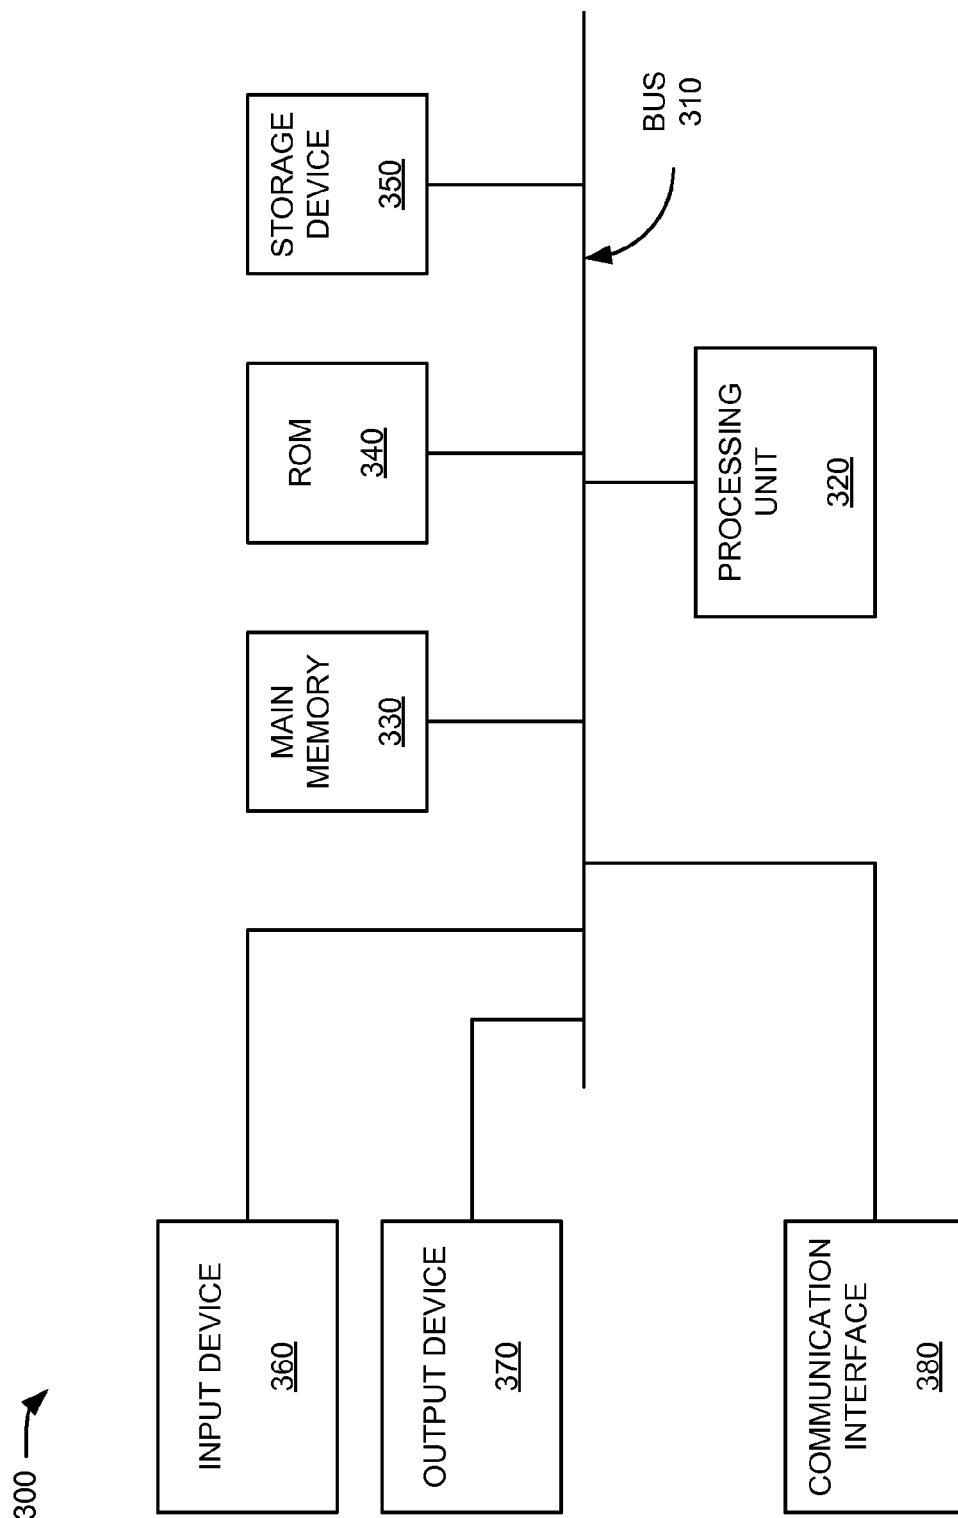 300
INPUT DEVICE
360
OUTPUT DEVICE
370
COMMUNICATION
INTERFACE
380
MAIN
MEMORY
330
ROM
340
STORAGE
DEVICE
350
PROCESSING
UNIT
320
BUS
310